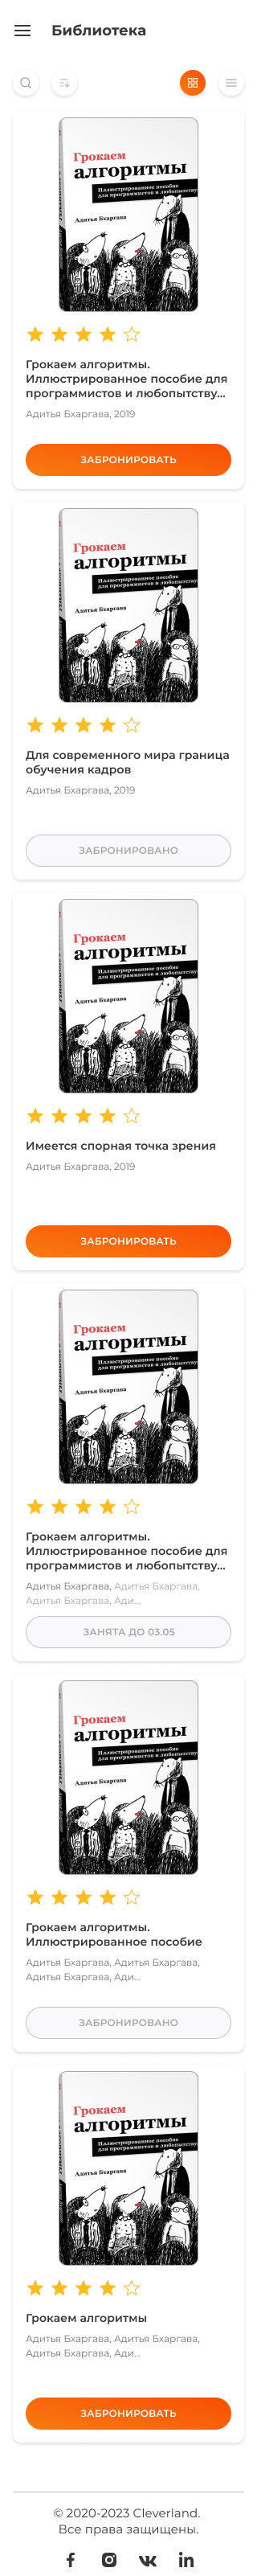 Библиотека
Грокаем
алгоритмы
Иллюстрированное пособие
для программистов и любопытствующих
Адитья Бхаргава
Грокаем алгоритмы.
Иллюстрированное пособие для
программистов и любопытству...
Адитья Бхаргава, 2019
ЗАБРОНИРОВАТЬ
Грокаем
алгоритмы
Иллюстрированное пособие
для программистов и любопытствующих
Адитья Бхаргава
Для современного мира граница
обучения кадров
Адитья Бхаргава, 2019
ЗАБРОНИРОВАНО
Грокаем
алгоритмы
Иллюстрированное пособие
для программистов и любопытствующих
Адитья Бхаргава
Имеется спорная точка зрения
Адитья Бхаргава, 2019
ЗАБРОНИРОВАТЬ
Грокаем
алгоритмы
Иллюстрированное пособие
для программистов и любопытствующих
Адитья Бхаргава
Грокаем алгоритмы.
Иллюстрированное пособие для
программистов и любопытству...
Адитья Бхаргава, Адитья Бхаргава,
Адитья Бхаргава, Ади...
ЗАНЯТА ДО 03.05
Грокаем
алгоритмы
Иллюстрированное пособие
для программистов и любопытствующих
Адитья Бхаргава
Грокаем алгоритмы.
Иллюстрированное пособие
Адитья Бхаргава, Адитья Бхаргава,
Адитья Бхаргава, Ади...
ЗАБРОНИРОВАНО
Грокаем
алгоритмы
Иллюстрированное пособие
для программистов и любопытствующих
Адитья Бхаргава
Грокаем алгоритмы
Адитья Бхаргава, Адитья Бхаргава,
Адитья Бхаргава, Ади...
ЗАБРОНИРОВАТЬ
© 2020-2023 Cleverland.
Все права защищены.